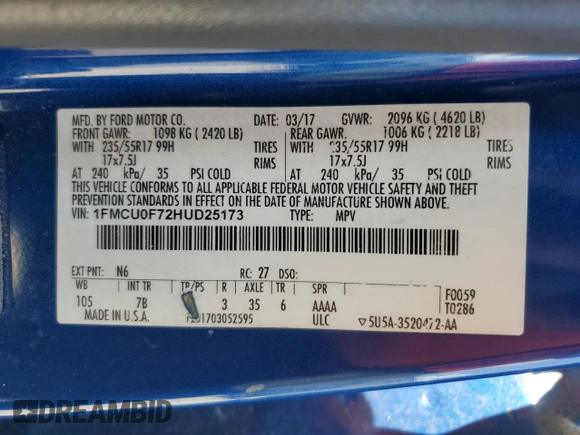 MFD. BY FORD MOTOR CO. DATE: 03/17 GVWR: 2096 KG ( 4620 LB)
FRONT GAWR: 1098 KG ( 2420 LB) REAR GAWR: 1006 KG ( 2218 LB)
WITH 235/55R17 99H TIRES WITH 35/55R17 99H TIRES
17x7.5J RIMS 17x7.5J RIMS
AT 240 kPa/ 35 PSI COLD AT 240 kPa/ 35 PSI COLD
THIS VEHICLE CONFORMS TO ALL APPLICABLE FEDERAL MOTOR VEHICLE SAFETY AND THEFT
PREVENTION STANDARDS IN EFFECT ON THE DATE OF MANUFACTURE SHOWN ABOVE.
VIN: 1FMCU0F72HUD25173 TYPE: MPV
EXT PNT: N6 RC: 27 DSO:
WB INT TR TP/PS R AXLE TR SPR
105 7B 3 35 6 AAAA
F0059
T0286
MADE IN U.S.A. ULC
5U5A-3520472-AA
DREAMBID